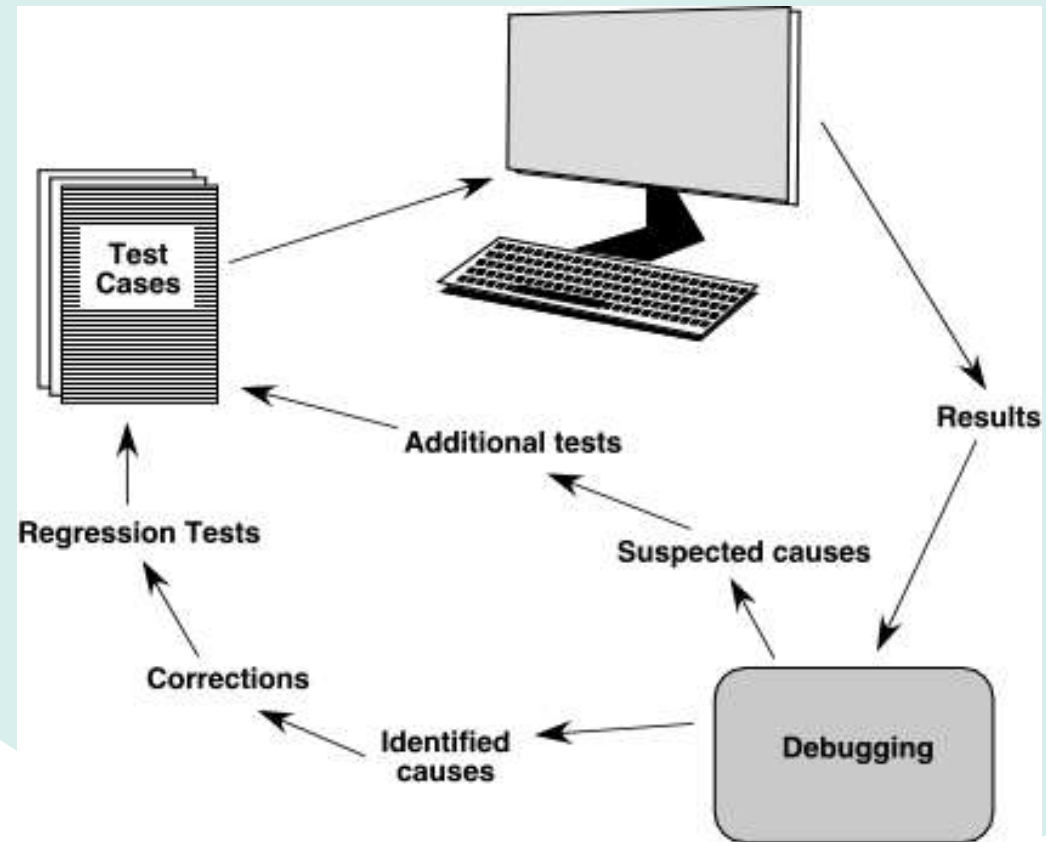 Test
Cases
Results
Additional tests
Regression Tests
Suspected causes
Corrections
Identified
causes
Debugging